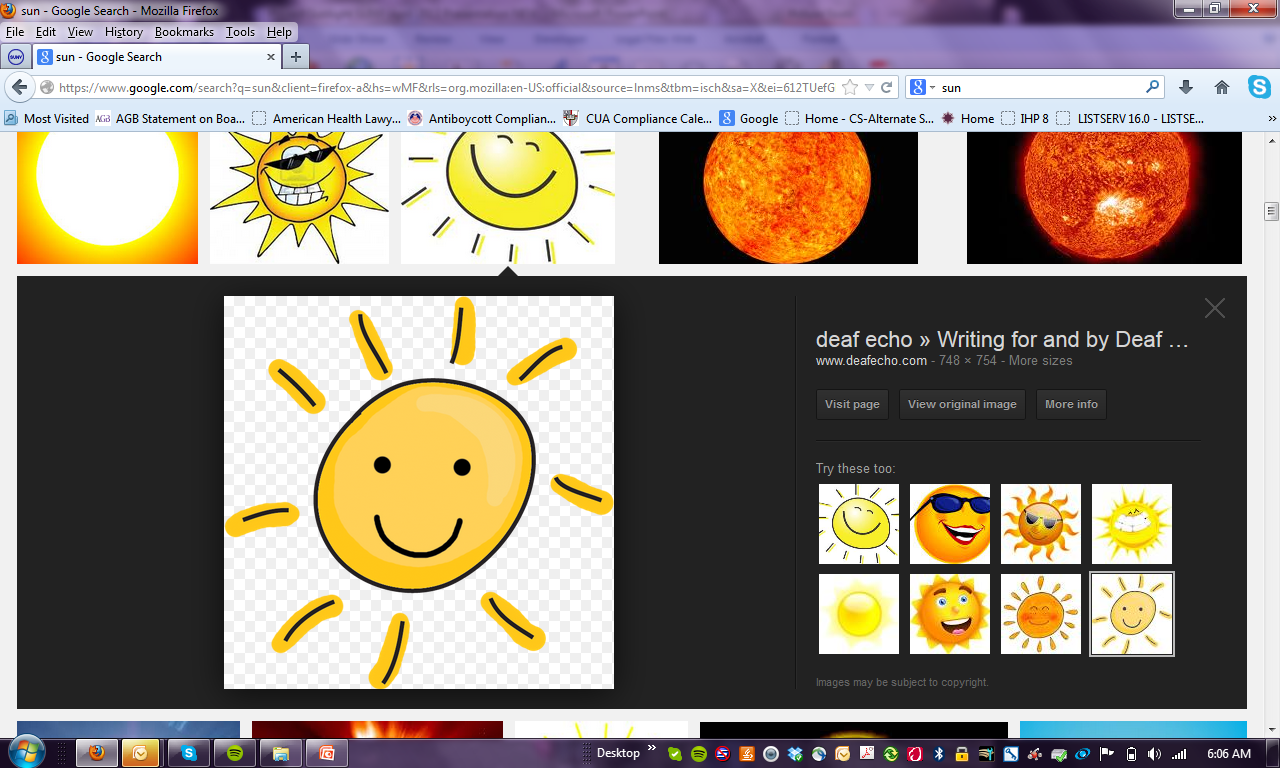 sun - Google Search - Mozilla Firefox
File Edit View History Bookmarks Tools Help
sun - Google Search
https://www.google.com/search?q=sun&client=firefox-a&hs=wMF&rls=org.mozilla:en-US:official&source=lnms&tbm=isch&sa=X&ei=612TUefG
sun
Most Visited AGB Statement on Boa... American Health Lawy... Antiboycott Complian... CUA Compliance Cale... Google Home - CS-Alternate S... Home IHP 8 LISTSERV 16.0 - LISTSE...
deaf echo » Writing for and by Deaf ...
www.deafecho.com - 748 × 754 - More sizes
Visit page View original image More info
Try these too:
Images may be subject to copyright.
Desktop 6:06 AM